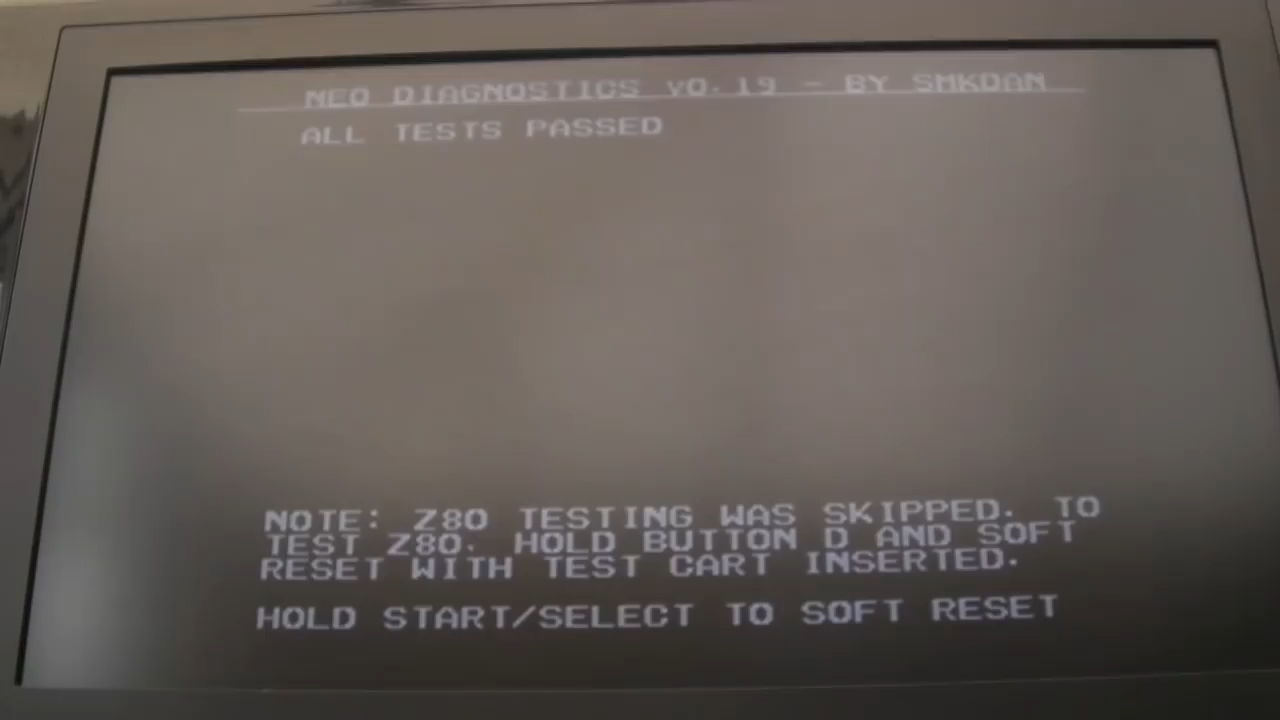 NEO DIAGNOSTICS v0.19 - BY SMKDAN
ALL TESTS PASSED
NOTE: Z80 TESTING WAS SKIPPED. TO
TEST Z80, HOLD BUTTON D AND SOFT
RESET WITH TEST CART INSERTED.
HOLD START/SELECT TO SOFT RESET